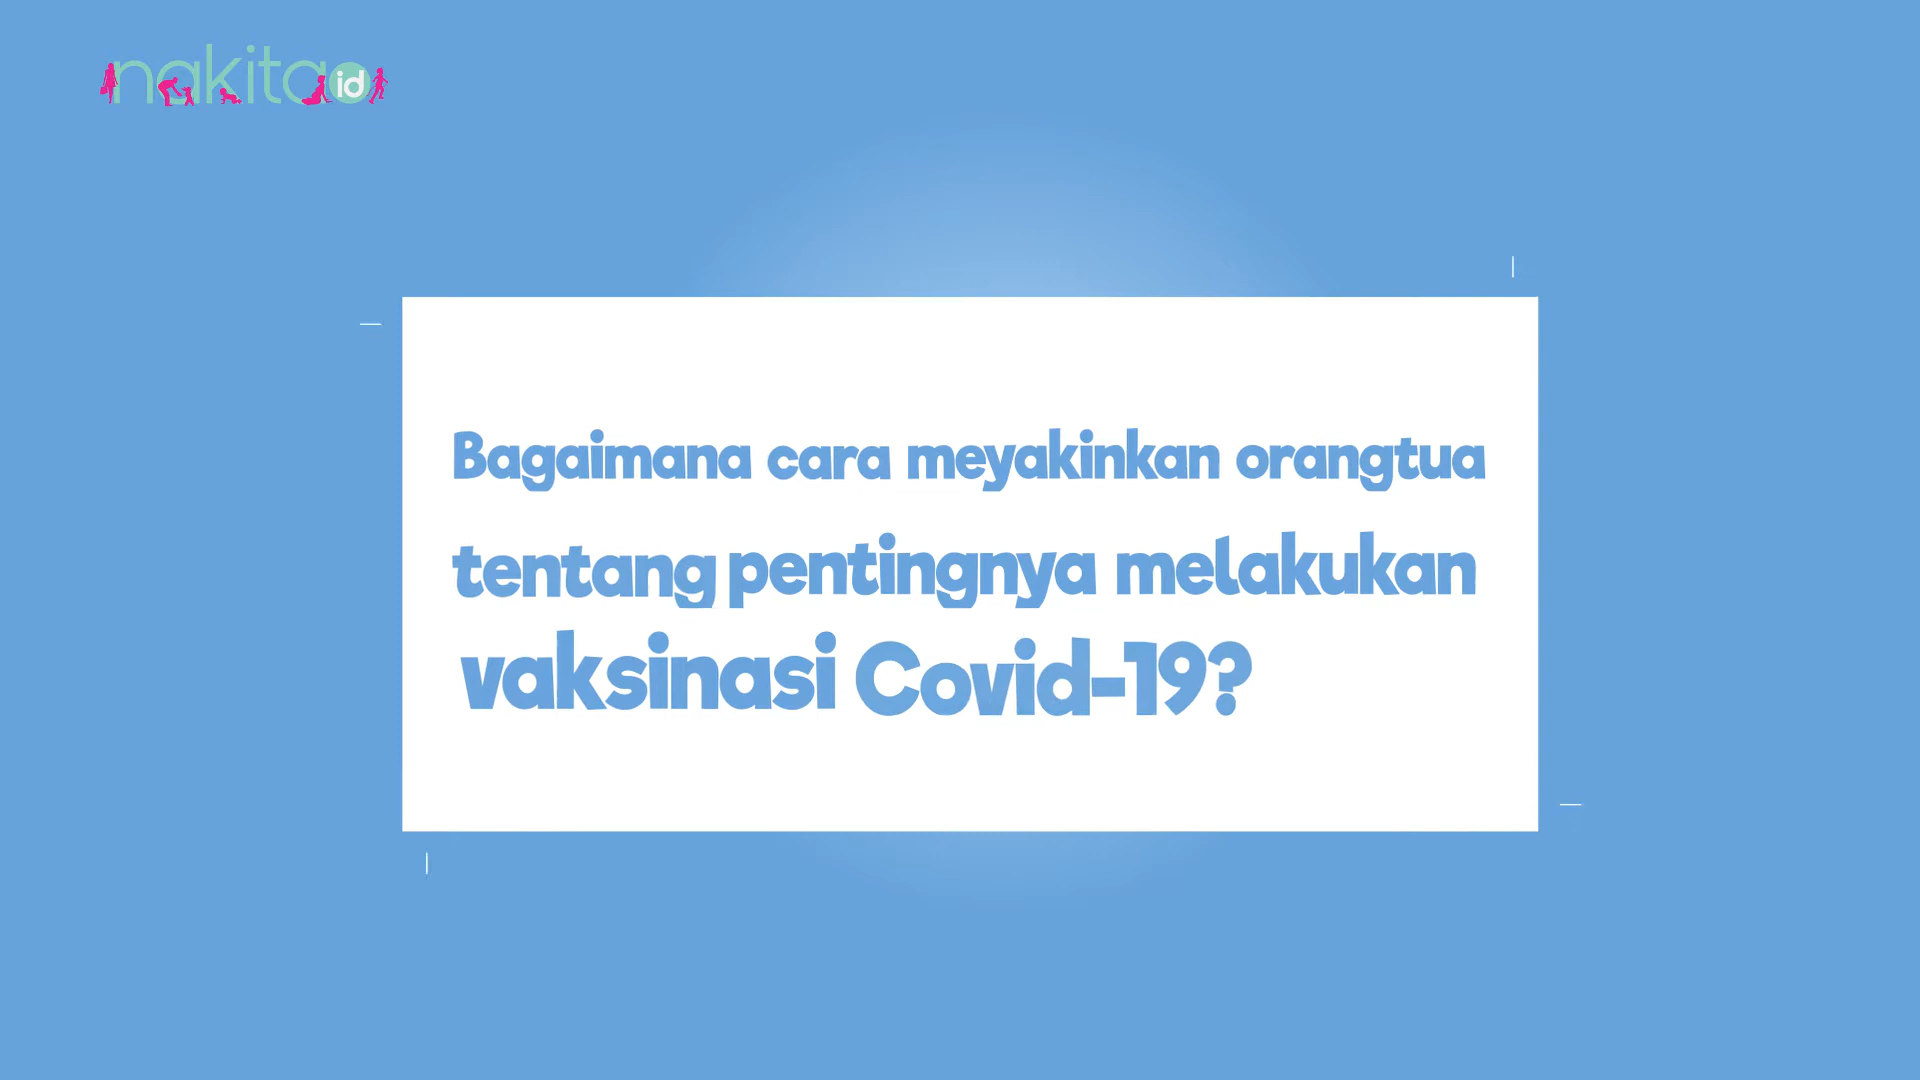 nakita id
Bagaimana cara meyakinkan orangtua
tentang pentingnya melakukan
vaksinasi Covid-19?